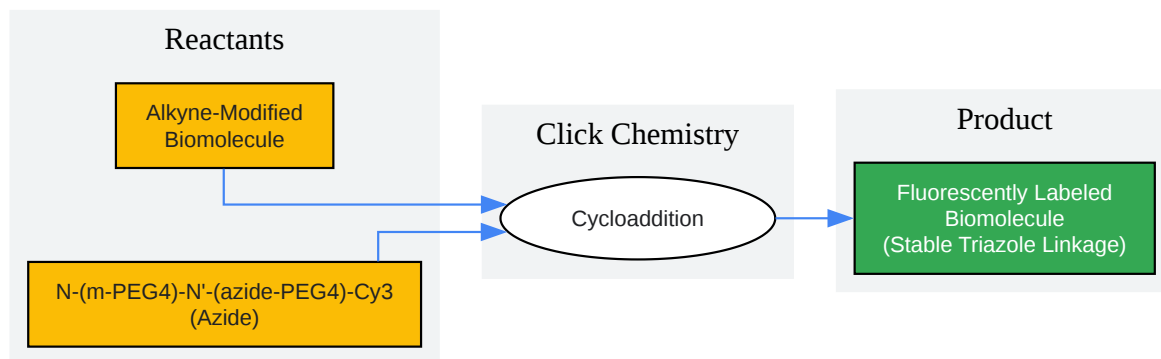 Reactants
Alkyne-Modified
Biomolecule
N-(m-PEG4)-N'-(azide-PEG4)-Cy3
(Azide)
Click Chemistry
Cycloaddition
Product
Fluorescently Labeled
Biomolecule
(Stable Triazole Linkage)